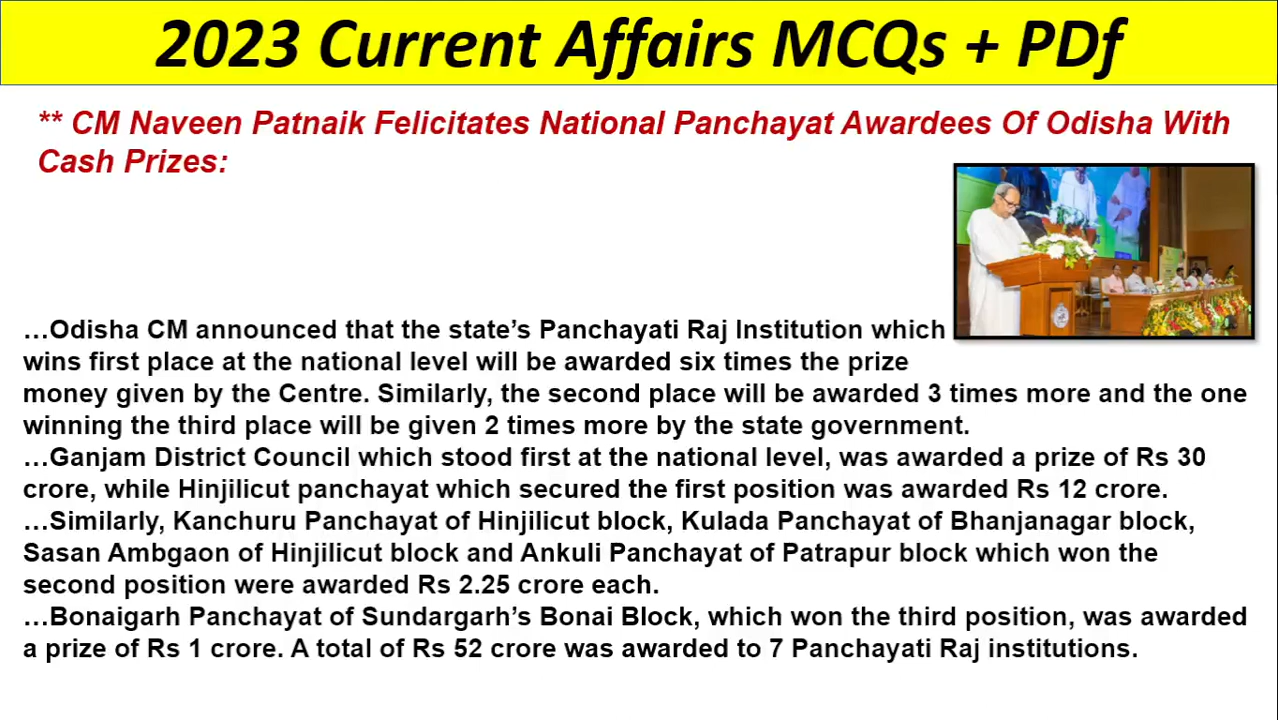 2023 Current Affairs MCQs + PDf
** CM Naveen Patnaik Felicitates National Panchayat Awardees Of Odisha With
Cash Prizes:
…Odisha CM announced that the state’s Panchayati Raj Institution which
wins first place at the national level will be awarded six times the prize
money given by the Centre. Similarly, the second place will be awarded 3 times more and the one
winning the third place will be given 2 times more by the state government.
…Ganjam District Council which stood first at the national level, was awarded a prize of Rs 30
crore, while Hinjilicut panchayat which secured the first position was awarded Rs 12 crore.
…Similarly, Kanchuru Panchayat of Hinjilicut block, Kulada Panchayat of Bhanjanagar block,
Sasan Ambgaon of Hinjilicut block and Ankuli Panchayat of Patrapur block which won the
second position were awarded Rs 2.25 crore each.
…Bonaigarh Panchayat of Sundargarh’s Bonai Block, which won the third position, was awarded
a prize of Rs 1 crore. A total of Rs 52 crore was awarded to 7 Panchayati Raj institutions.